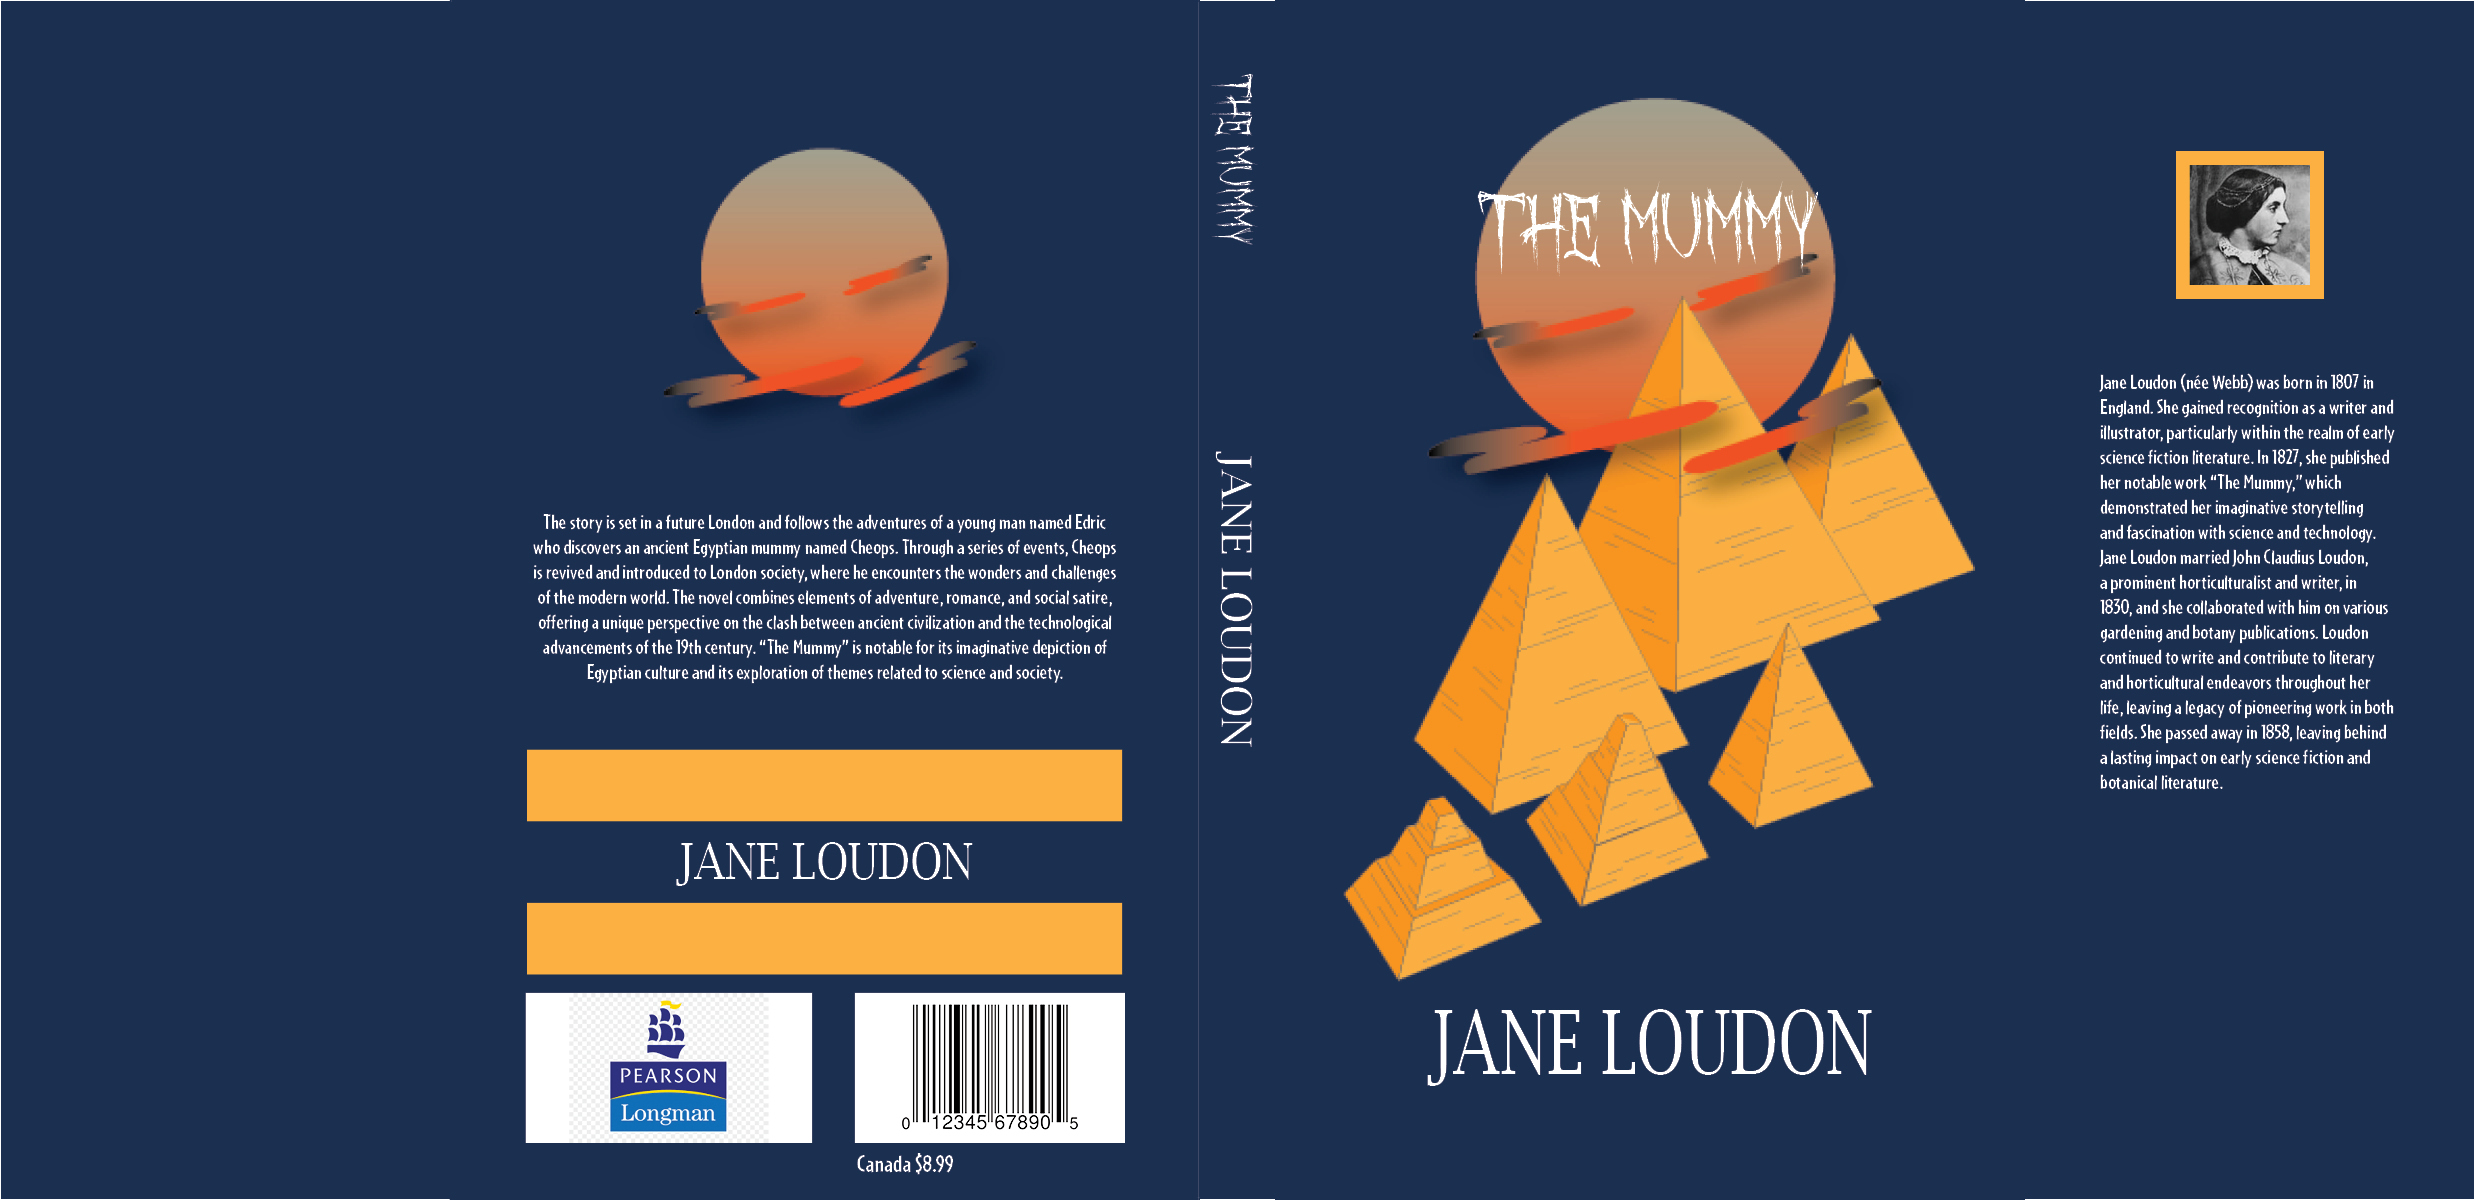 The story is set in a future London and follows the adventures of a young man named Edric
who discovers an ancient Egyptian mummy named Cheops. Through a series of events, Cheops
is revived and introduced to London society, where he encounters the wonders and challenges
of the modern world. The novel combines elements of adventure, romance, and social satire,
offering a unique perspective on the clash between ancient civilization and the technological
advancements of the 19th century. “The Mummy” is notable for its imaginative depiction of
Egyptian culture and its exploration of themes related to science and society.
JANE LOUDON
PEARSON
Longman
0 12345 67890 5
Canada $8.99
THE MUMMY
JANE LOUDON
THE MUMMY
JANE LOUDON
Jane Loudon (née Webb) was born in 1807 in
England. She gained recognition as a writer and
illustrator, particularly within the realm of early
science fiction literature. In 1827, she published
her notable work “The Mummy,” which
demonstrated her imaginative storytelling
and fascination with science and technology.
Jane Loudon married John Claudius Loudon,
a prominent horticulturalist and writer, in
1830, and she collaborated with him on various
gardening and botany publications. Loudon
continued to write and contribute to literary
and horticultural endeavors throughout her
life, leaving a legacy of pioneering work in both
fields. She passed away in 1858, leaving behind
a lasting impact on early science fiction and
botanical literature.